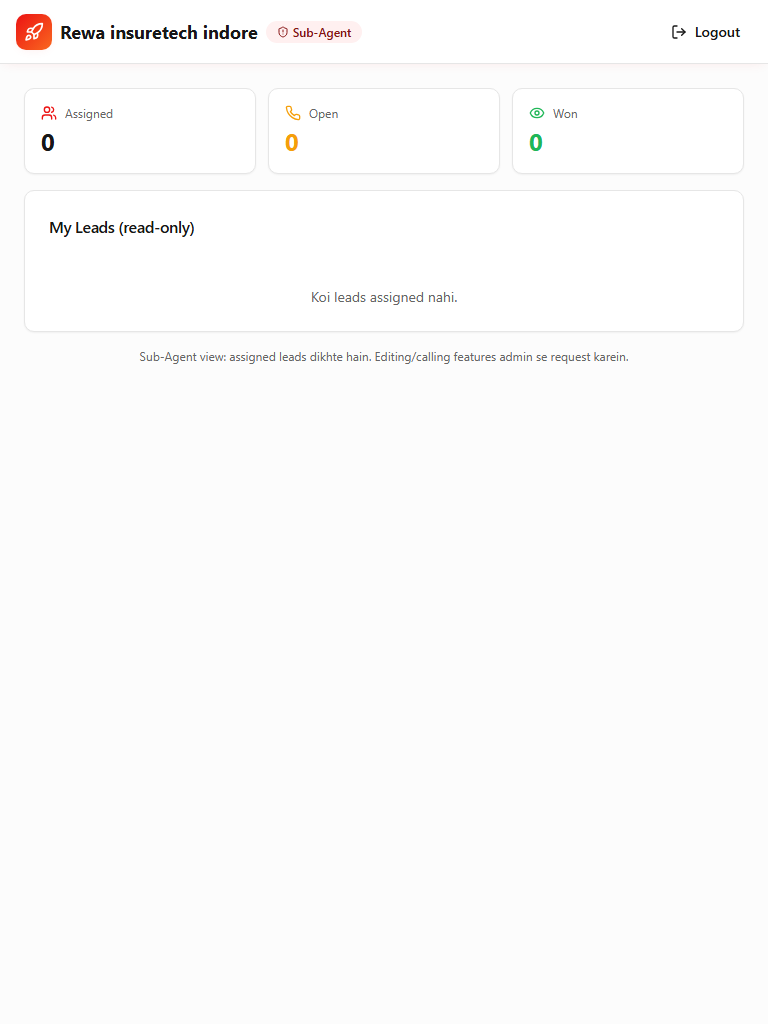 Rewa insuretech indore
Sub-Agent
Logout
Assigned
0
Open
0
Won
0
My Leads (read-only)
Koi leads assigned nahi.
Sub-Agent view: assigned leads dikhte hain. Editing/calling features admin se request karein.